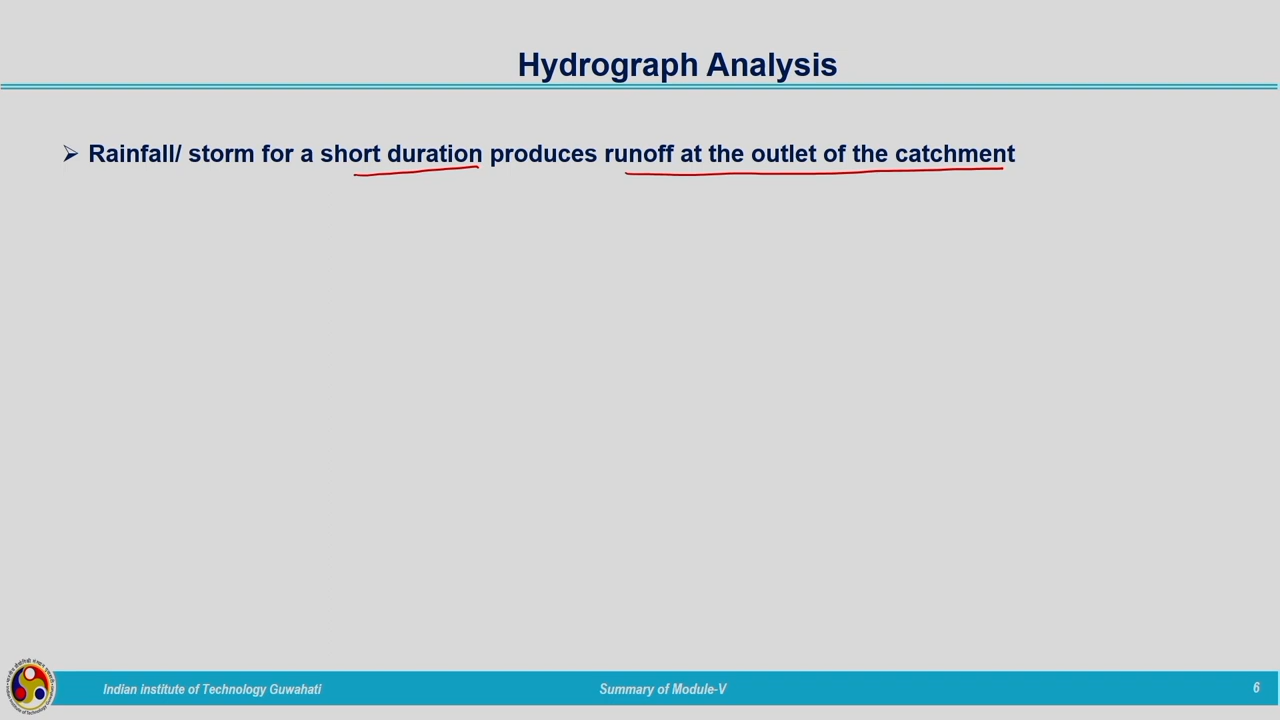 Hydrograph Analysis
➢ Rainfall/ storm for a short duration produces runoff at the outlet of the catchment
Indian institute of Technology Guwahati
Summary of Module-V
6